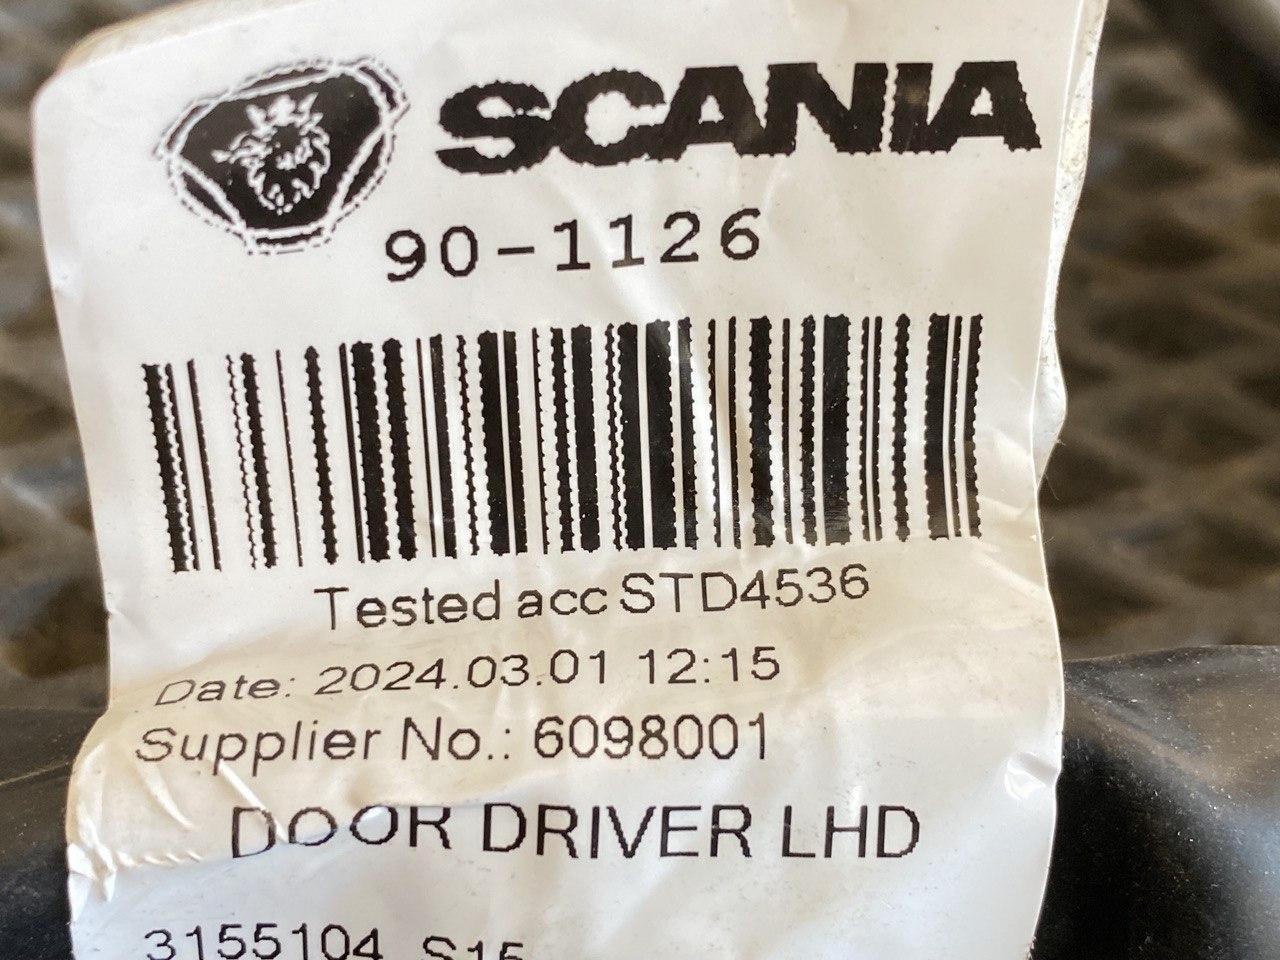 SCANIA
90-1126
Tested acc STD4536
Date: 2024.03.01 12:15
Supplier No.: 6098001
DOOR DRIVER LHD
3155104 S15